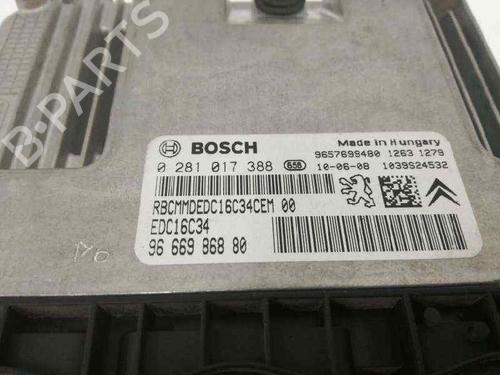 B-PARTS
BOSCH
Made in Hungary
0 281 017 388 656
9657699480 1263 1279
10-06-08 1039S24532
RBCMMDEDC16C34CEM 00
EDC16C34
96 669 868 80